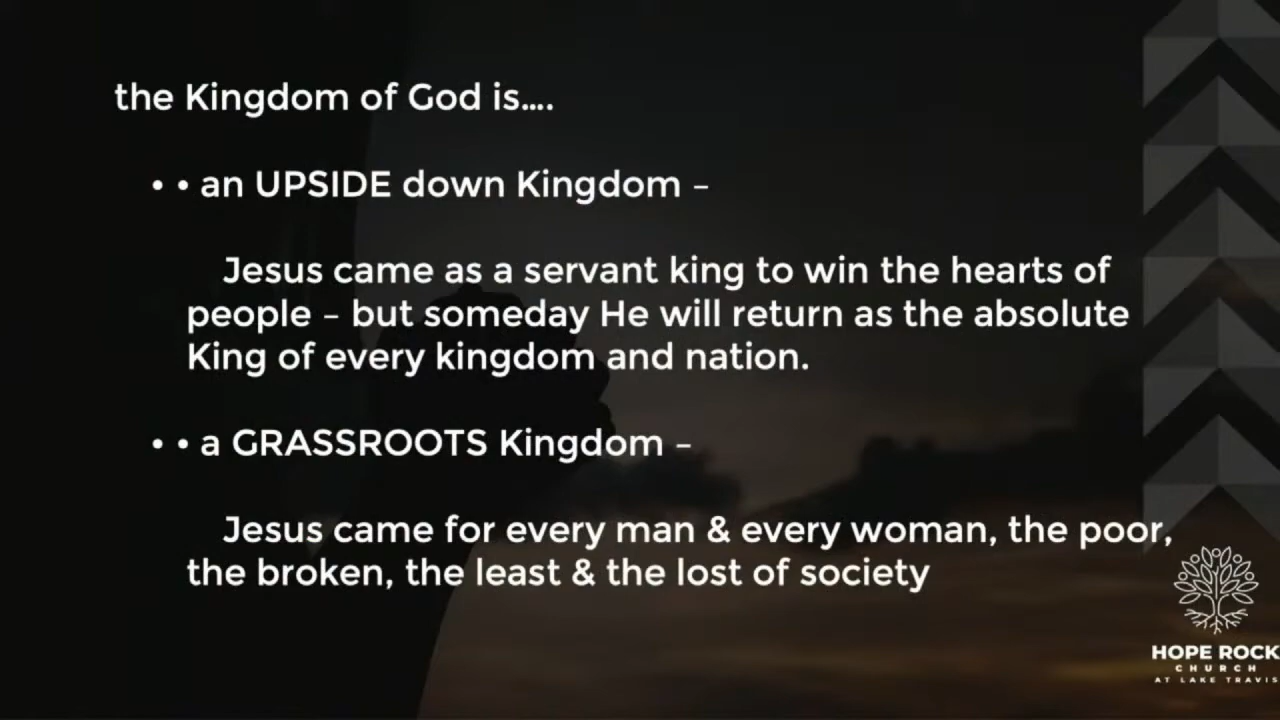 the Kingdom of God is....
• • an UPSIDE down Kingdom –
Jesus came as a servant king to win the hearts of
people – but someday He will return as the absolute
King of every kingdom and nation.
• • a GRASSROOTS Kingdom –
Jesus came for every man & every woman, the poor,
the broken, the least & the lost of society
HOPE ROCK
CHURCH
AT LAKE TRAVIS